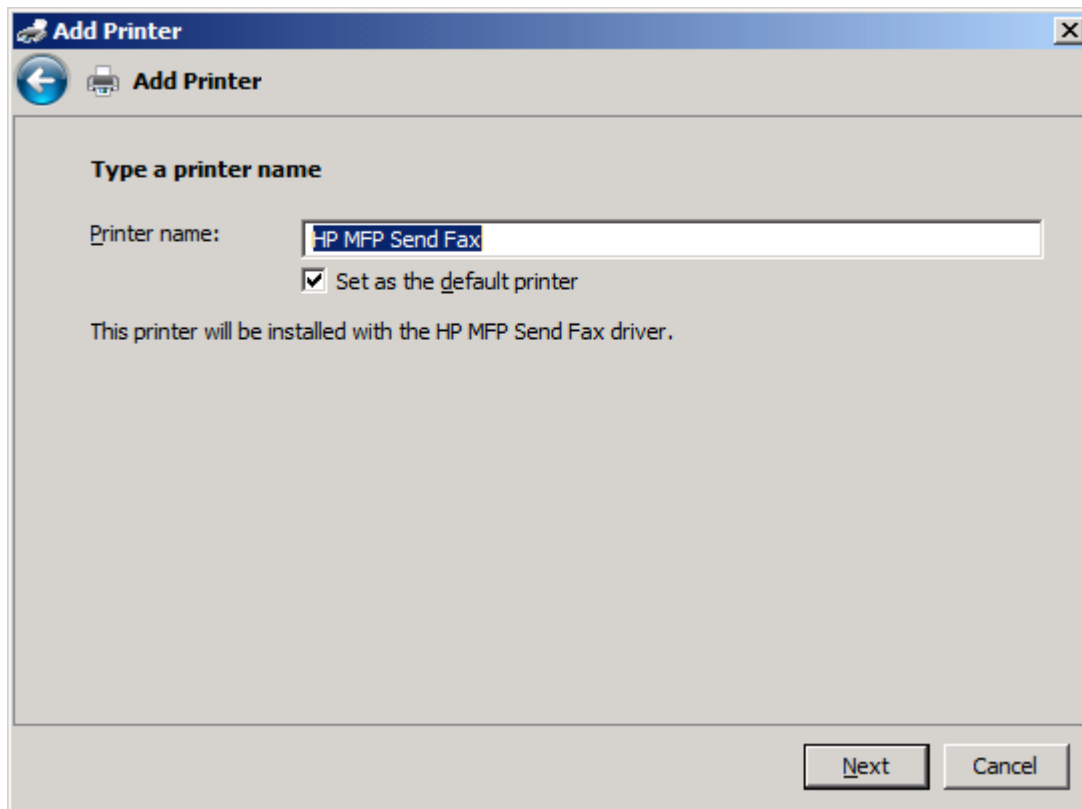 Add Printer
Add Printer
Type a printer name
Printer name: HP MFP Send Fax
Set as the default printer
This printer will be installed with the HP MFP Send Fax driver.
Next Cancel